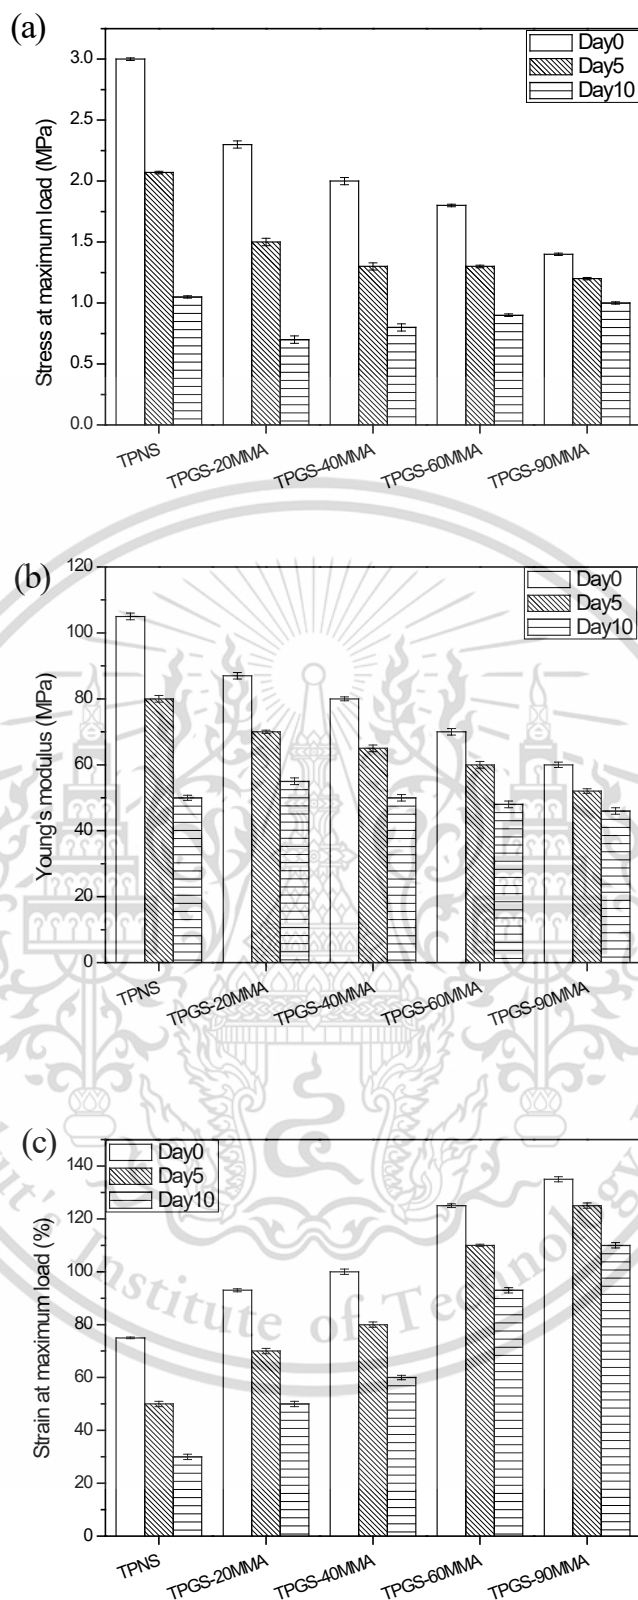 (a)
Stress at maximum load (MPa)
3.0
2.5
2.0
1.5
1.0
0.5
0.0
Day0
Day5
Day10
TPNS
TPGS-20MMA
TPGS-40MMA
TPGS-60MMA
TPGS-90MMA
(b)
Young's modulus (MPa)
120
100
80
60
40
20
0
Day0
Day5
Day10
TPNS
TPGS-20MMA
TPGS-40MMA
TPGS-60MMA
TPGS-90MMA
(c)
Strain at maximum load (%)
140
120
100
80
60
40
20
0
Day0
Day5
Day10
TPNS
TPGS-20MMA
TPGS-40MMA
TPGS-60MMA
TPGS-90MMA
Institute of Technology